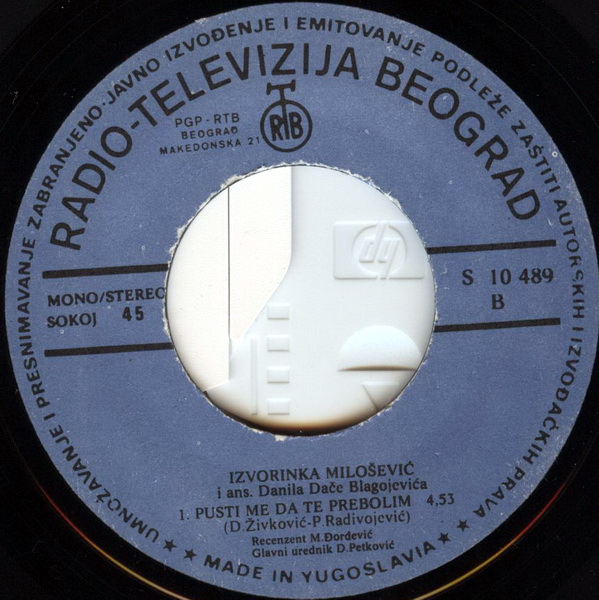 UMNOŽAVANJE I PRESNIMAVANJE ZABRANJENO·JAVNO IZVOĐENJE I EMITOVANJE PODLEŽE ZAŠTITI AUTORSKIH I IZVOĐAČKIH PRAVA
RADIO-TELEVIZIJA BEOGRAD
PGP - RTB
BEOGRAD
MAKEDONSKA 21
RTB
hp
MONO/STEREO
SOKOJ 45
S 10 489
B
IZVORINKA MILOŠEVIĆ
i ans. Danila Dače Blagojevića
1. PUSTI ME DA TE PREBOLIM 4,53
(D.Živković-P.Radivojević)
Recenzent M.Đorđević
Glavni urednik D.Petković
★ ★ MADE IN YUGOSLAVIA ★ ★